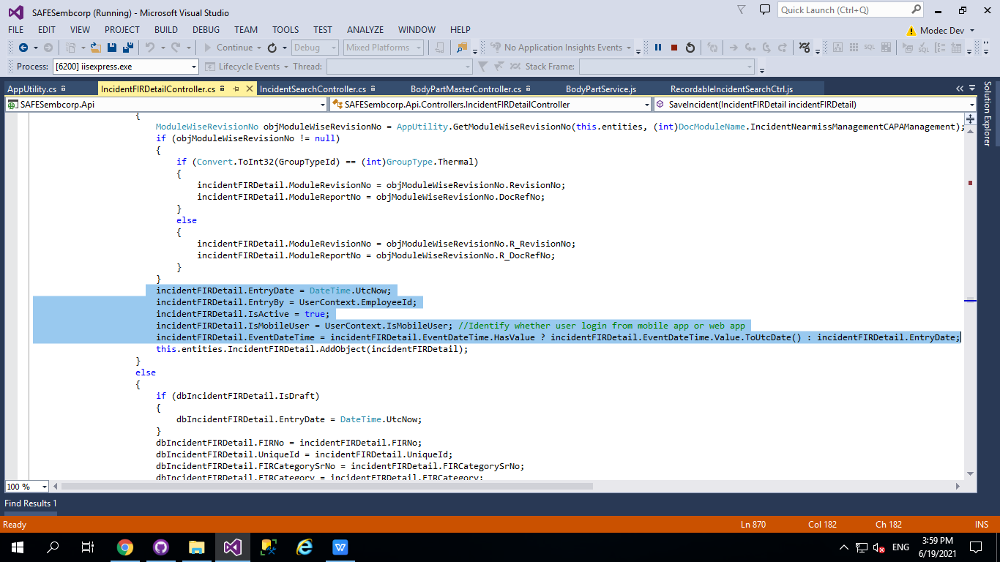 SAFESembcorp (Running) - Microsoft Visual Studio
Quick Launch (Ctrl+Q)
FILE EDIT VIEW PROJECT BUILD DEBUG TEAM TOOLS TEST ANALYZE WINDOW HELP
Modec Dev
Continue Debug Mixed Platforms No Application Insights Events
Process: [6200] iisexpress.exe Lifecycle Events Thread: Stack Frame:
AppUtility.cs IncidentFIRDetailController.cs IncidentSearchController.cs BodyPartMasterController.cs BodyPartService.js RecordableIncidentSearchCtrl.js
Solution Explorer
SAFESembcorp.Api SAFESembcorp.Api.Controllers.IncidentFIRDetailController SaveIncident(IncidentFIRDetail incidentFIRDetail)
{
ModuleWiseRevisionNo objModuleWiseRevisionNo = AppUtility.GetModuleWiseRevisionNo(this.entities, (int)DocModuleName.IncidentNearmissManagementCAPAManagement);
if (objModuleWiseRevisionNo != null)
{
if (Convert.ToInt32(GroupTypeId) == (int)GroupType.Thermal)
{
incidentFIRDetail.ModuleRevisionNo = objModuleWiseRevisionNo.RevisionNo;
incidentFIRDetail.ModuleReportNo = objModuleWiseRevisionNo.DocRefNo;
}
else
{
incidentFIRDetail.ModuleRevisionNo = objModuleWiseRevisionNo.R_RevisionNo;
incidentFIRDetail.ModuleReportNo = objModuleWiseRevisionNo.R_DocRefNo;
}
}
incidentFIRDetail.EntryDate = DateTime.UtcNow;
incidentFIRDetail.EntryBy = UserContext.EmployeeId;
incidentFIRDetail.IsActive = true;
incidentFIRDetail.IsMobileUser = UserContext.IsMobileUser; //Identify whether user login from mobile app or web app
incidentFIRDetail.EventDateTime = incidentFIRDetail.EventDateTime.HasValue ? incidentFIRDetail.EventDateTime.Value.ToUtcDate() : incidentFIRDetail.EntryDate;
this.entities.IncidentFIRDetail.AddObject(incidentFIRDetail);
}
else
{
if (dbIncidentFIRDetail.IsDraft)
{
dbIncidentFIRDetail.EntryDate = DateTime.UtcNow;
}
dbIncidentFIRDetail.FIRNo = incidentFIRDetail.FIRNo;
dbIncidentFIRDetail.UniqueId = incidentFIRDetail.UniqueId;
dbIncidentFIRDetail.FIRCategorySrNo = incidentFIRDetail.FIRCategorySrNo;
dbIncidentFIRDetail.FIRCategory = incidentFIRDetail.FIRCategory;
100 %
Find Results 1
Ready Ln 870 Col 182 Ch 182 INS
ENG 3:59 PM
6/19/2021